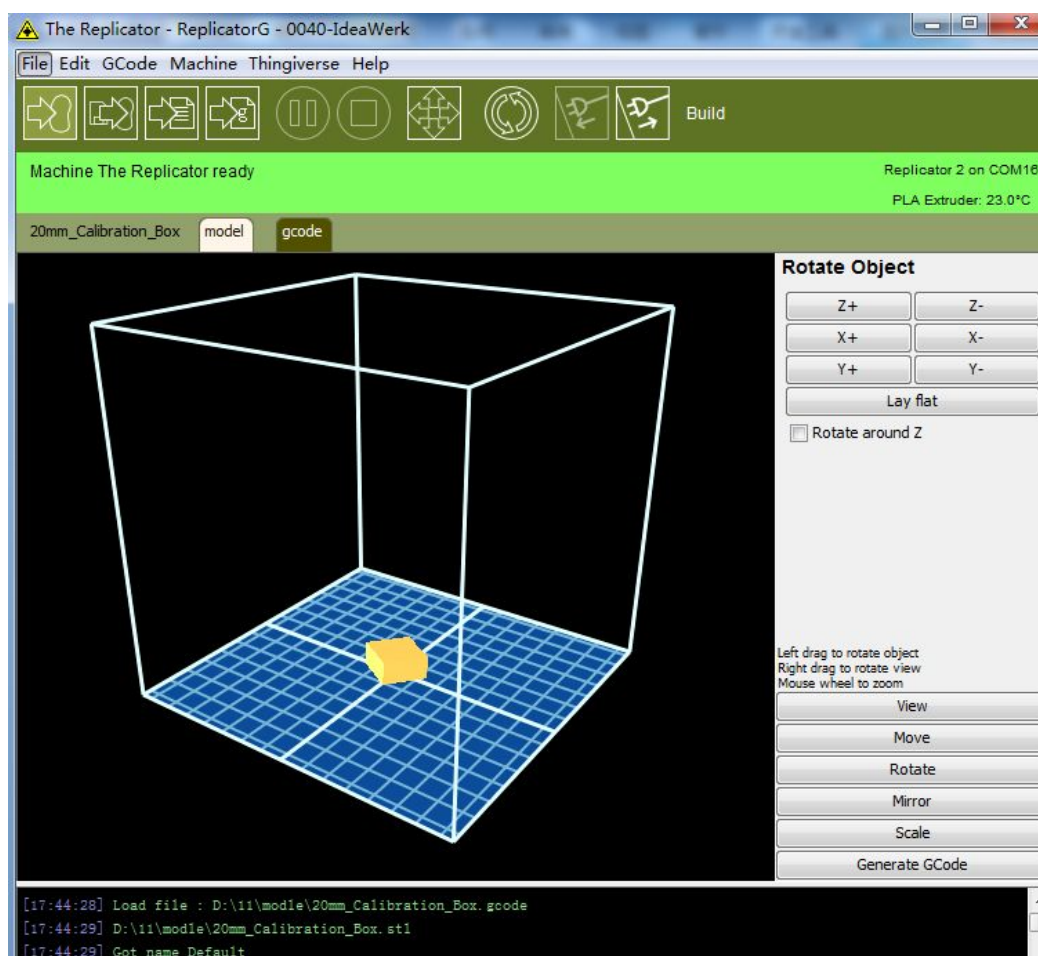 The Replicator - ReplicatorG - 0040-IdeaWerk
File Edit GCode Machine Thingiverse Help
Build
Machine The Replicator ready
Replicator 2 on COM16
PLA Extruder: 23.0°C
20mm_Calibration_Box model gcode
Rotate Object
Z+ Z-
X+ X-
Y+ Y-
Lay flat
Rotate around Z
Left drag to rotate object
Right drag to rotate view
Mouse wheel to zoom
View
Move
Rotate
Mirror
Scale
Generate GCode
[17:44:28] Load file : D:\11\modle\20mm_Calibration_Box.gcode
[17:44:29] D:\11\modle\20mm_Calibration_Box.stl
[17:44:29] Got name Default